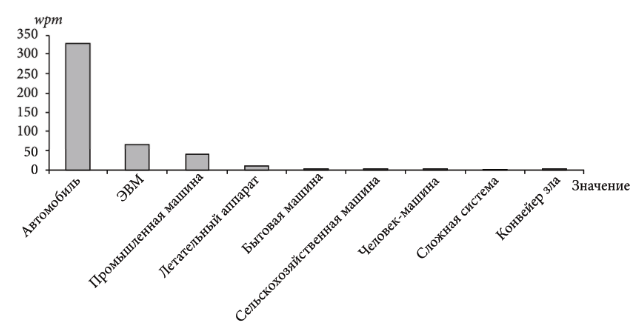 wpm
350
300
250
200
150
100
50
0
Автомобиль
ЭВМ
Промышленная машина
Летательный аппарат
Бытовая машина
Сельскохозяйственная машина
Человек-машина
Сложная система
Конвейер зла
Значение